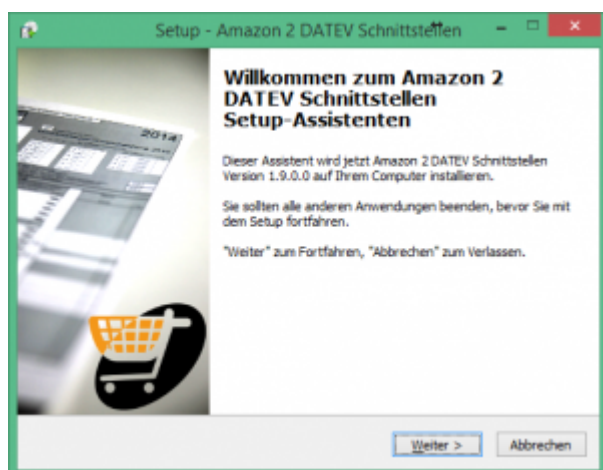 Setup - Amazon 2 DATEV Schnittstellen
Willkommen zum Amazon 2
DATEV Schnittstellen
Setup-Assistenten
2014
Dieser Assistent wird jetzt Amazon 2 DATEV Schnittstellen
Version 1.9.0.0 auf Ihrem Computer installieren.
Sie sollten alle anderen Anwendungen beenden, bevor Sie mit
dem Setup fortfahren.
"Weiter" zum Fortfahren, "Abbrechen" zum Verlassen.
Weiter >
Abbrechen